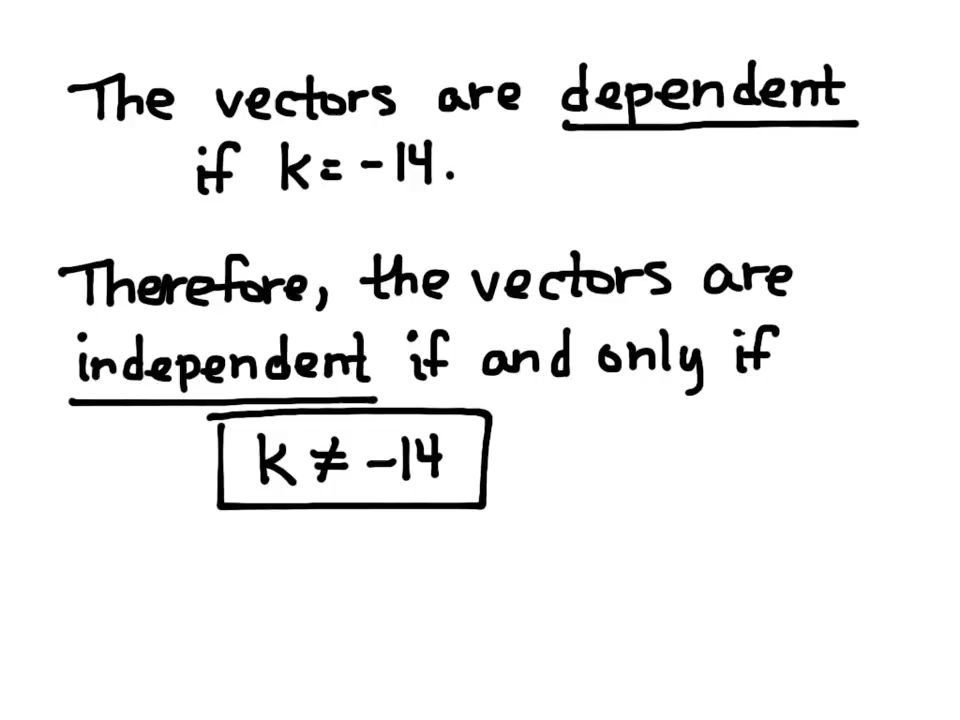 The vectors are dependent
if k = -14.
Therefore, the vectors are
independent if and only if
k ≠ -14